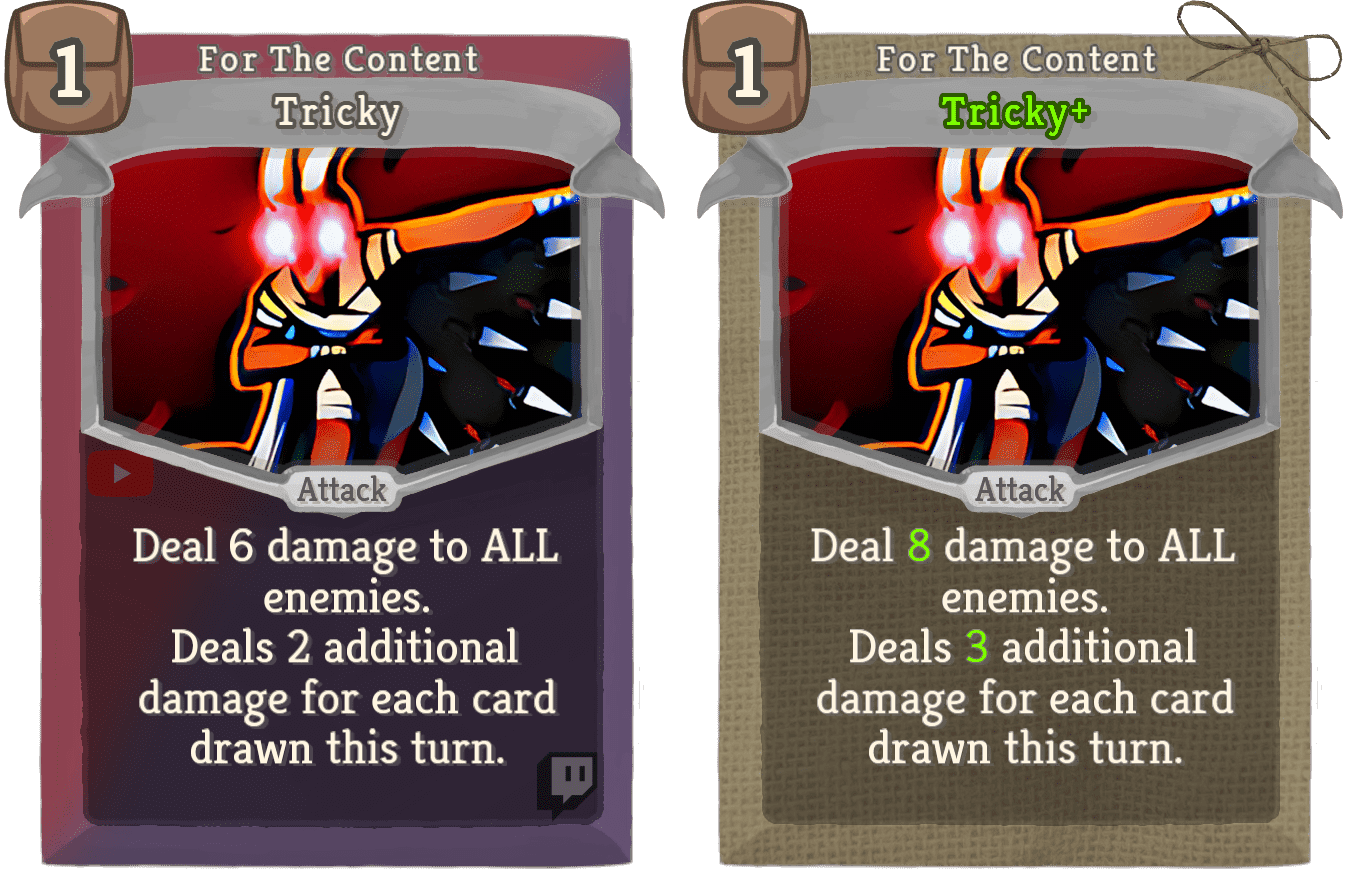 1
For The Content
Tricky
Attack
Deal 6 damage to ALL
enemies.
Deals 2 additional
damage for each card
drawn this turn.
1
For The Content
Tricky+
Attack
Deal 8 damage to ALL
enemies.
Deals 3 additional
damage for each card
drawn this turn.